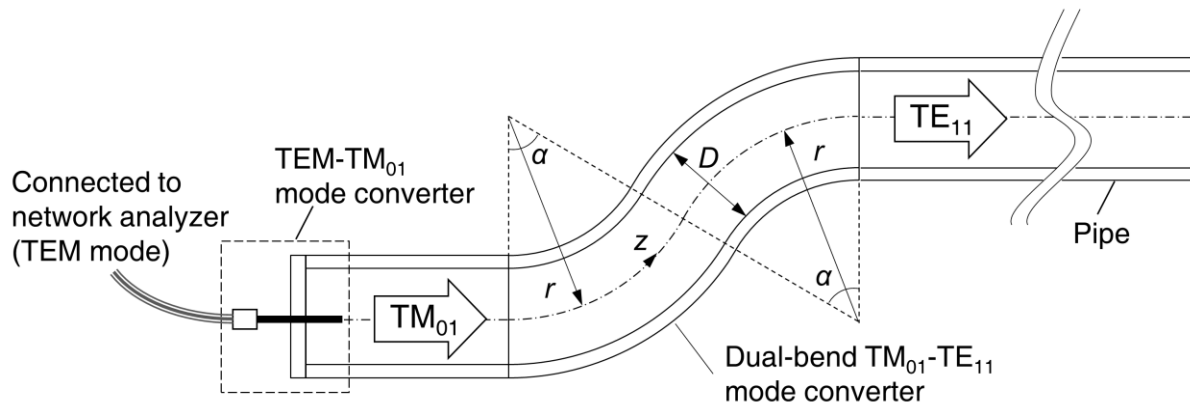 TEM-TM₀₁
mode converter
Connected to
network analyzer
(TEM mode)
TM₀₁
α
r
z
D
r
α
TE₁₁
Pipe
Dual-bend TM₀₁-TE₁₁
mode converter